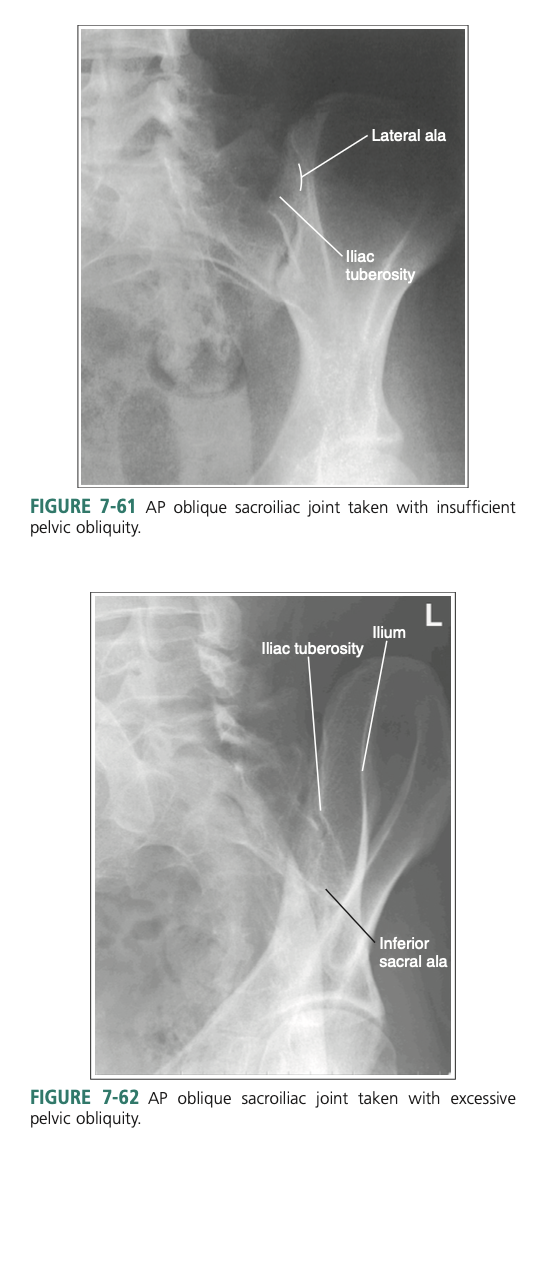 Lateral ala
Iliac
tuberosity
FIGURE 7-61 AP oblique sacroiliac joint taken with insufficient
pelvic obliquity.
L
Ilium
Iliac tuberosity
Inferior
sacral ala
FIGURE 7-62 AP oblique sacroiliac joint taken with excessive
pelvic obliquity.